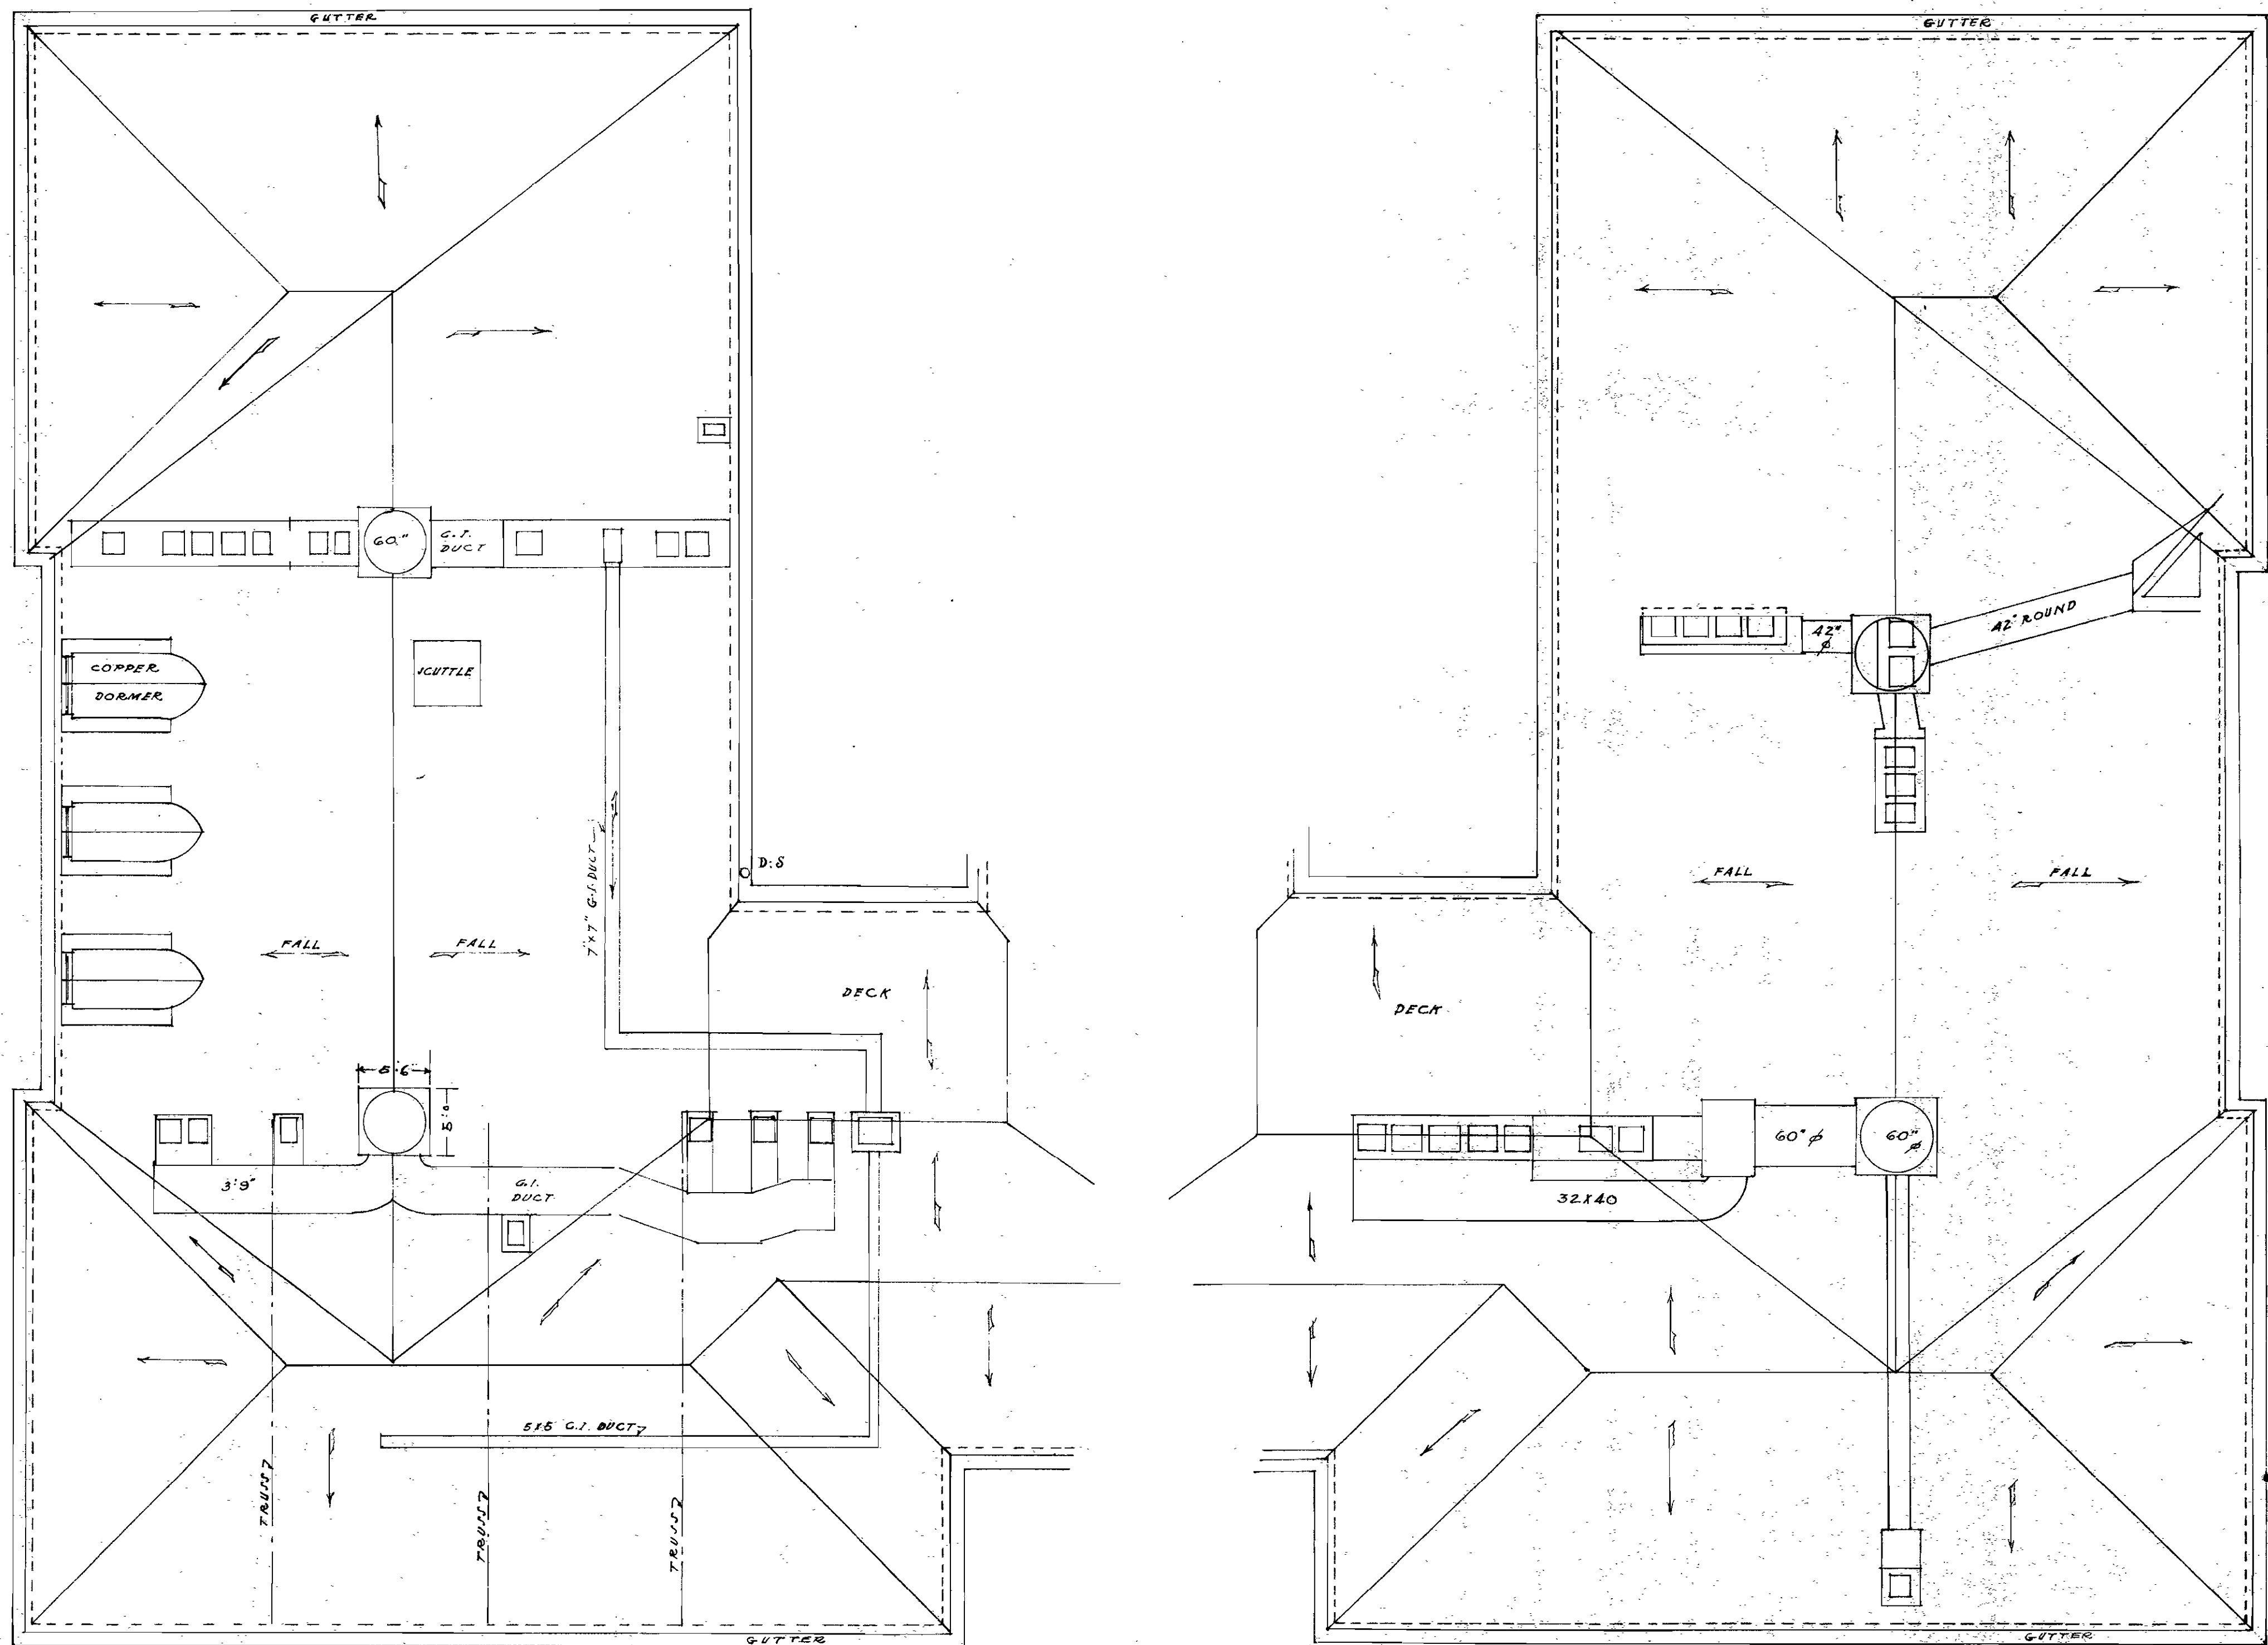 GUTTER
GUTTER
60"
G.I.
DUCT
COPPER
DORMER
SCUTTLE
42"
φ
42" ROUND
7"X7" G.I. DUCT
D.S
FALL
FALL
FALL
FALL
DECK
DECK
5'6"
5'0"
3'9"
G.I.
DUCT
60" φ
60"
φ
32X40
5X5 G.I. DUCT
TRUSS
TRUSS
TRUSS
GUTTER
GUTTER